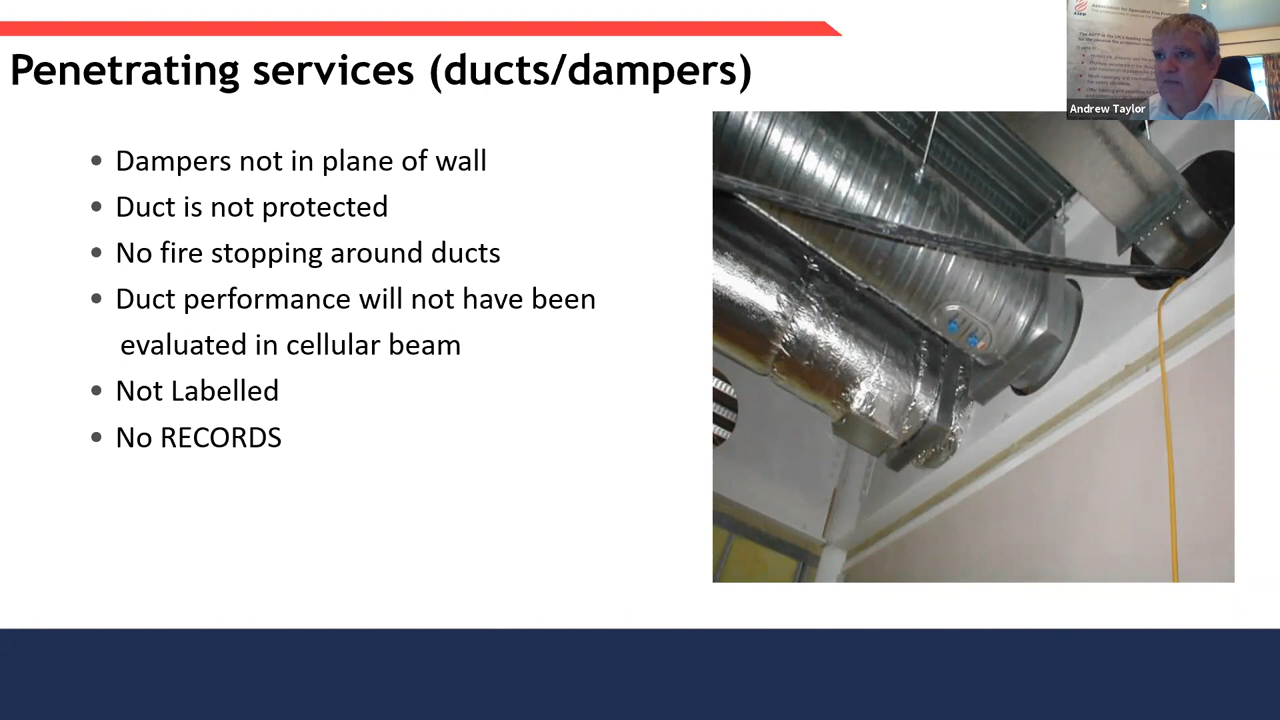 Penetrating services (ducts/dampers)
Dampers not in plane of wall
Duct is not protected
No fire stopping around ducts
Duct performance will not have been
evaluated in cellular beam
Not Labelled
No RECORDS
Andrew Taylor